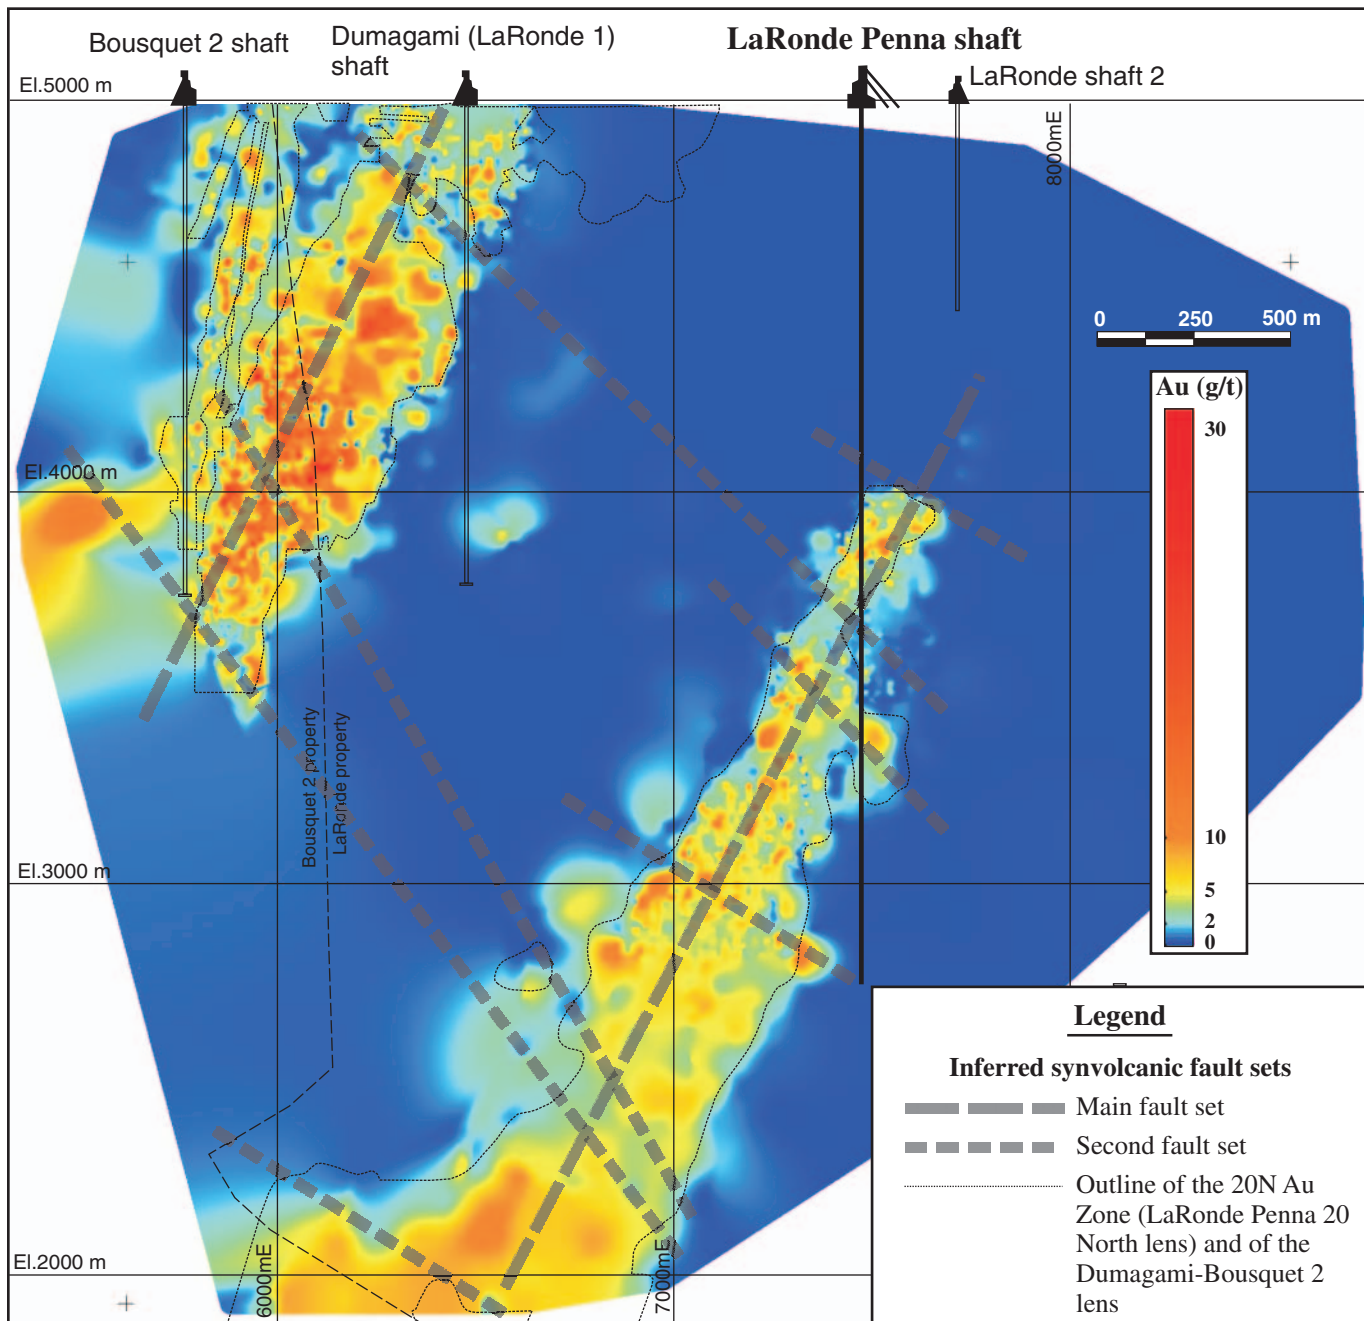 Bousquet 2 shaft
Dumagami (LaRonde 1)
shaft
LaRonde Penna shaft
LaRonde shaft 2
El.5000 m
8000mE
0 250 500 m
Au (g/t)
30
10
5
2
0
El.4000 m
Bousquet 2 property
LaRonde property
El.3000 m
El.2000 m
6000mE
7000mE
Legend
Inferred synvolcanic fault sets
Main fault set
Second fault set
Outline of the 20N Au
Zone (LaRonde Penna 20
North lens) and of the
Dumagami-Bousquet 2
lens